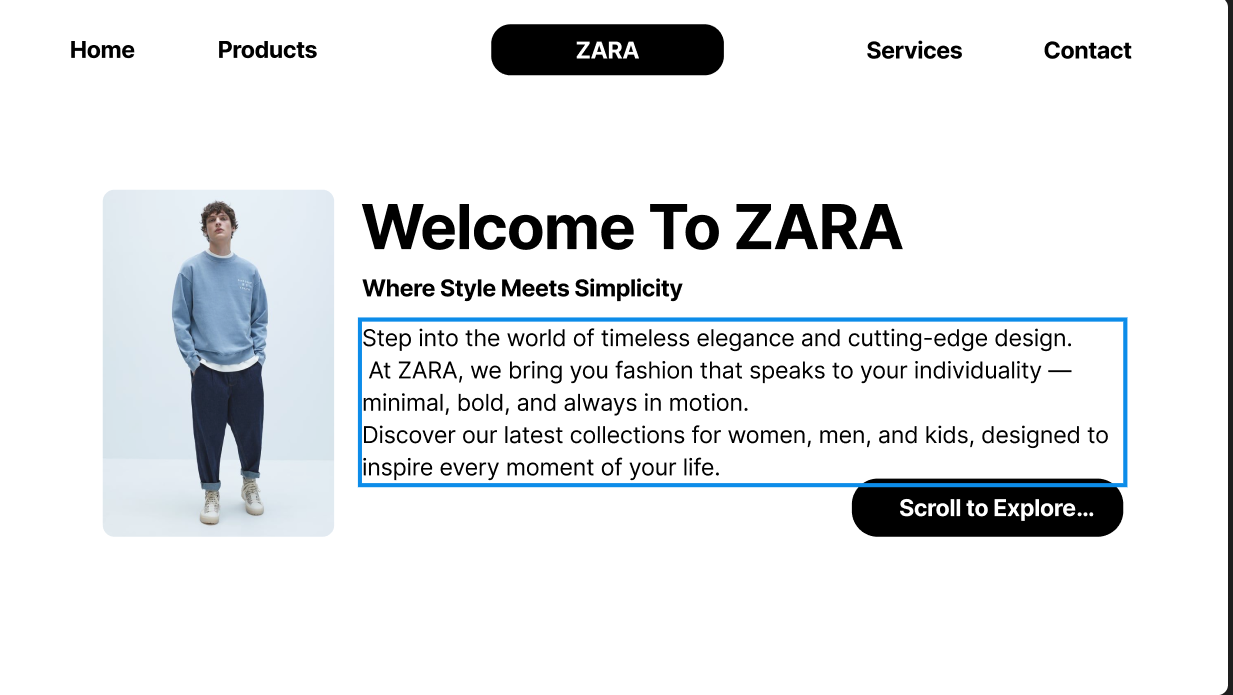 Home Products ZARA Services Contact
Welcome To ZARA
Where Style Meets Simplicity
Step into the world of timeless elegance and cutting-edge design.
At ZARA, we bring you fashion that speaks to your individuality —
minimal, bold, and always in motion.
Discover our latest collections for women, men, and kids, designed to
inspire every moment of your life.
Scroll to Explore...